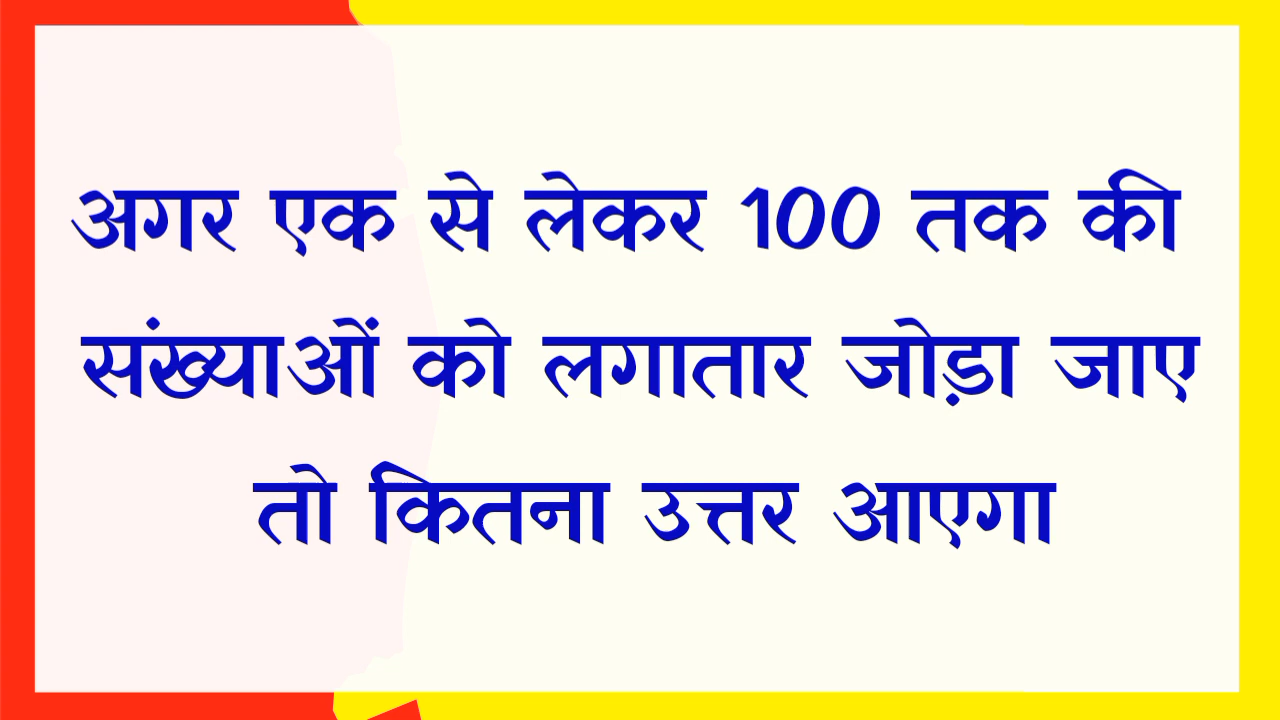 अगर एक से लेकर 100 तक की
संख्याओं को लगातार जोड़ा जाए
तो कितना उत्तर आएगा